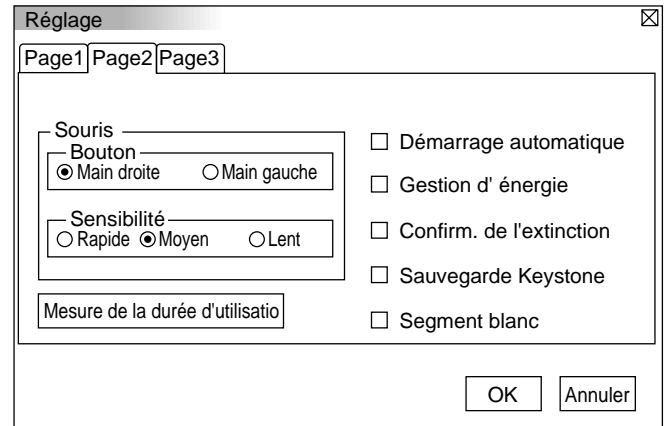 Réglage
Page1 Page2 Page3
Souris
Bouton
Main droite Main gauche
Sensibilité
Rapide Moyen Lent
Mesure de la durée d'utilisatio
Démarrage automatique
Gestion d' énergie
Confirm. de l'extinction
Sauvegarde Keystone
Segment blanc
OK Annuler